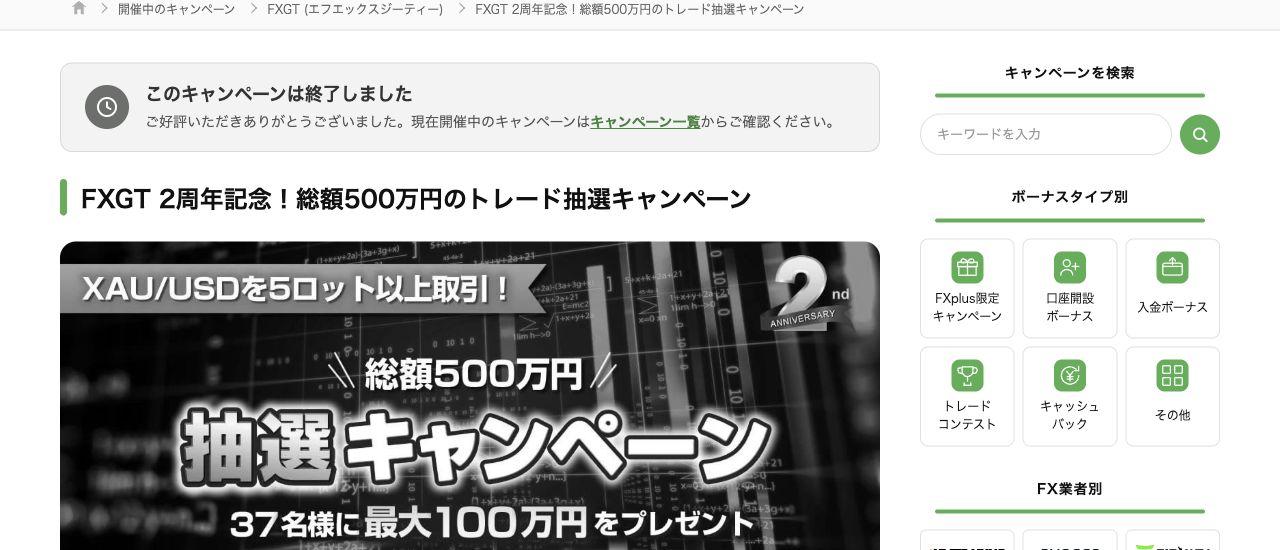 開催中のキャンペーン
FXGT (エフエックスジーティー)
FXGT 2周年記念！総額500万円のトレード抽選キャンペーン
このキャンペーンは終了しました
ご好評いただきありがとうございました。現在開催中のキャンペーンはキャンペーン一覧からご確認ください。
FXGT 2周年記念！総額500万円のトレード抽選キャンペーン
XAU/USDを5ロット以上取引！
2nd
ANNIVERSARY
総額500万円
抽選キャンペーン
37名様に最大100万円をプレゼント
キャンペーンを検索
キーワードを入力
ボーナスタイプ別
FXplus限定
キャンペーン
口座開設
ボーナス
入金ボーナス
トレード
コンテスト
キャッシュ
バック
その他
FX業者別